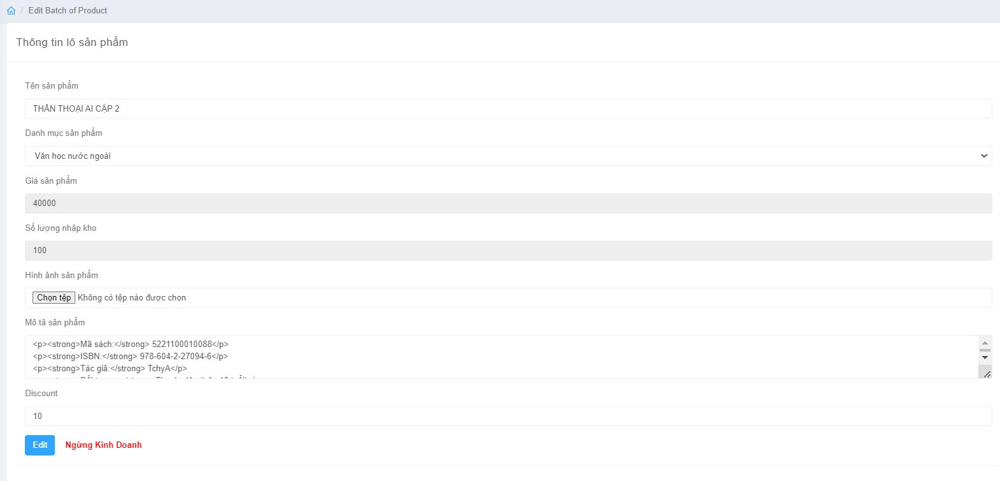 / Edit Batch of Product
Thông tin lô sản phẩm
Tên sản phẩm
THẦN THOẠI AI CẬP 2
Danh mục sản phẩm
Văn học nước ngoài
Giá sản phẩm
40000
Số lượng nhập kho
100
Hình ảnh sản phẩm
Chọn tệp Không có tệp nào được chọn
Mô tả sản phẩm
<p><strong>Mã sách:</strong> 5221100010088</p>
<p><strong>ISBN:</strong> 978-604-2-27094-6</p>
<p><strong>Tác giả:</strong> TchyA</p>
Discount
10
Edit Ngừng Kinh Doanh